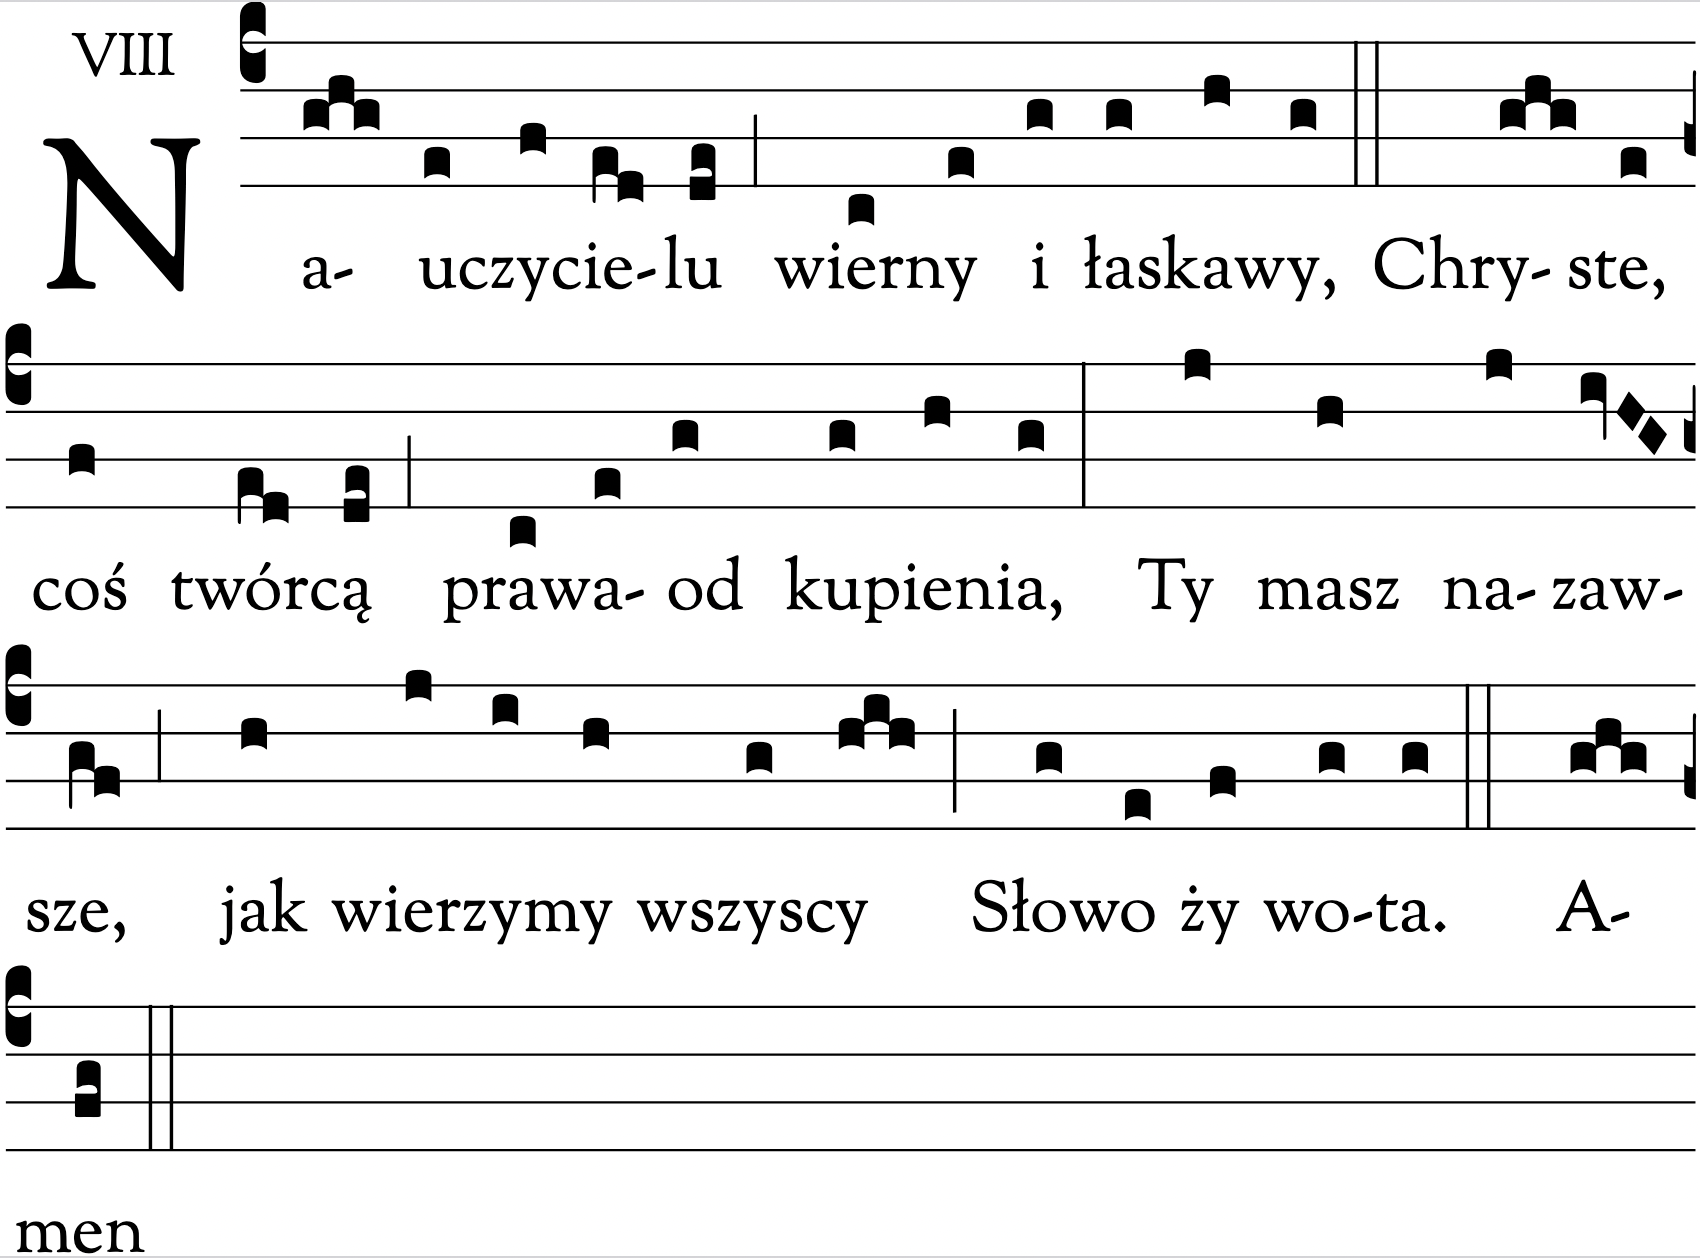 VIII
Na- uczycie-lu wierny i łaskawy, Chry- ste,
coś twórcą prawa- od kupienia, Ty masz na- zaw-
sze, jak wierzymy wszyscy Słowo ży wo-ta. A-
men